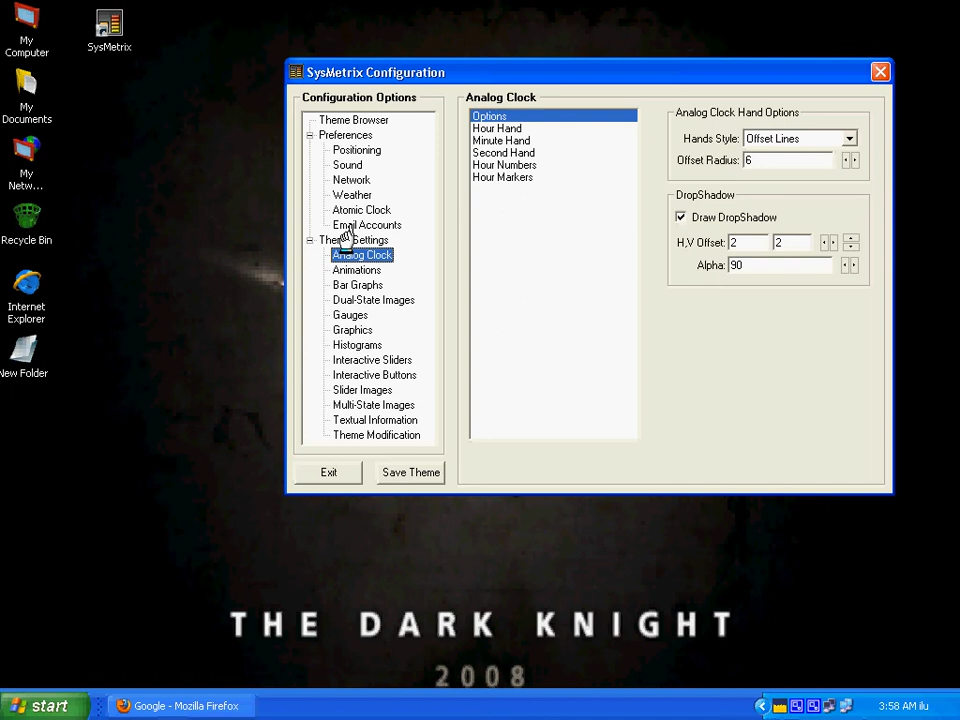 My
Computer
SysMetrix
My
Documents
My
Netw...
Recycle Bin
Internet
Explorer
New Folder
SysMetrix Configuration
Configuration Options
Theme Browser
Preferences
Positioning
Sound
Network
Weather
Atomic Clock
Email Accounts
Theme Settings
Analog Clock
Animations
Bar Graphs
Dual-State Images
Gauges
Graphics
Histograms
Interactive Sliders
Interactive Buttons
Slider Images
Multi-State Images
Textual Information
Theme Modification
Exit
Save Theme
Analog Clock
Options
Hour Hand
Minute Hand
Second Hand
Hour Numbers
Hour Markers
Analog Clock Hand Options
Hands Style: Offset Lines
Offset Radius: 6
DropShadow
Draw DropShadow
H,V Offset: 2 2
Alpha: 90
THE DARK KNIGHT
2008
start
Google - Mozilla Firefox
3:58 AM ilu